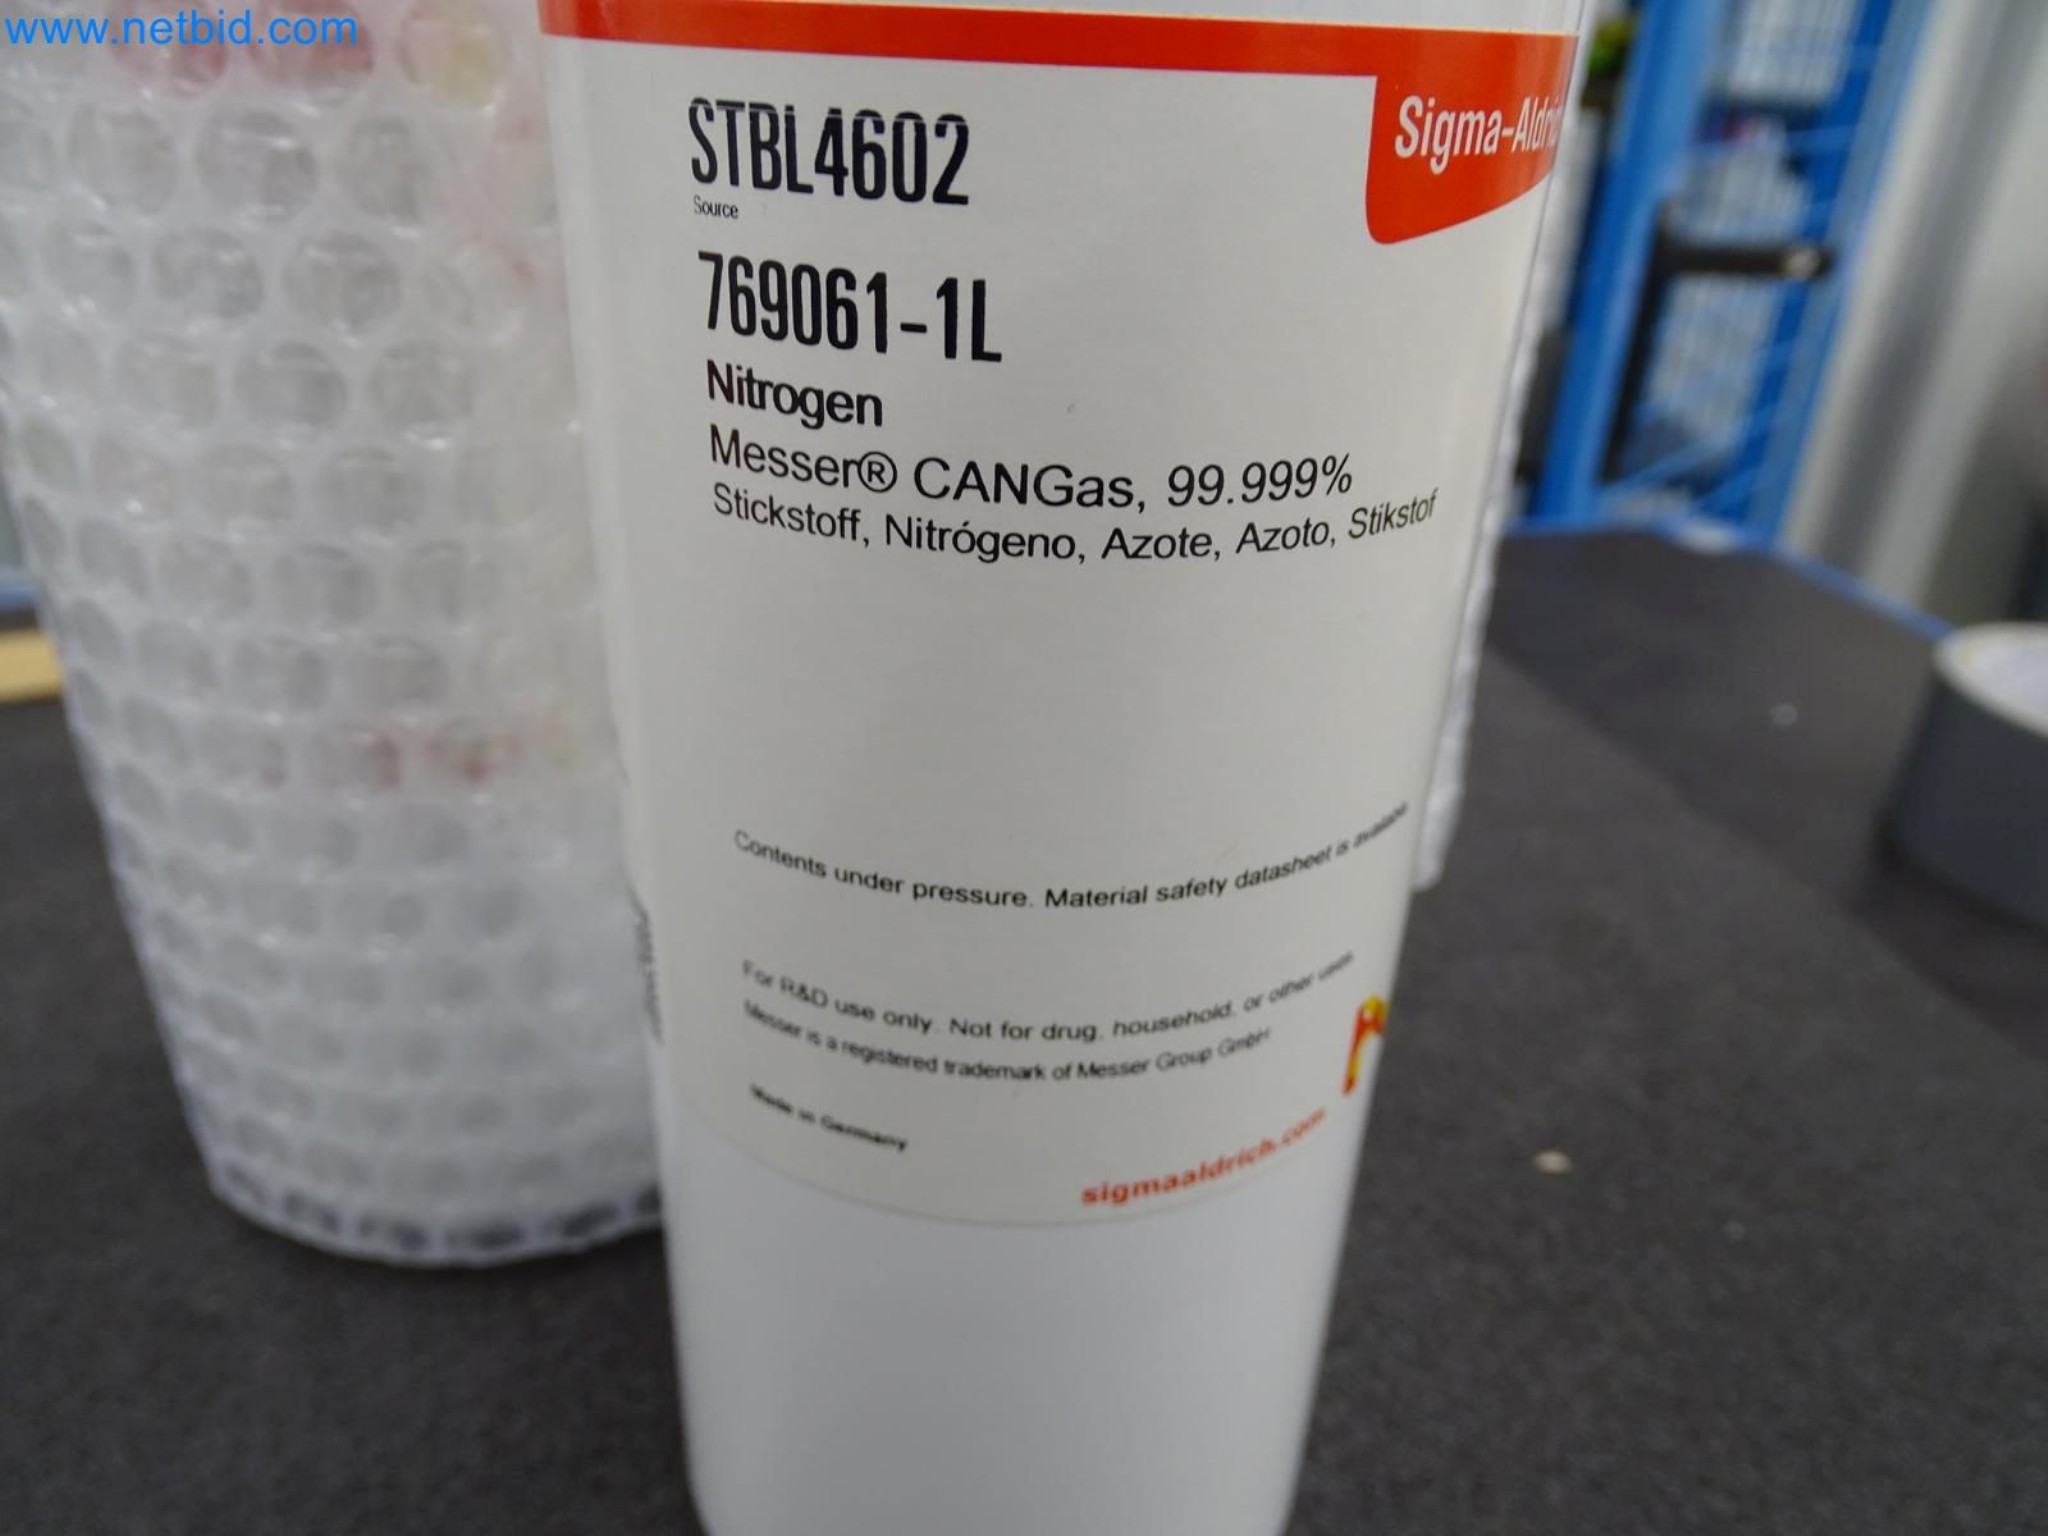 www.netbid.com
STBL4602
Sigma-Aldrich
Source
769061-1L
Nitrogen
Messer® CANGas, 99.999%
Stickstoff, Nitrógeno, Azote, Azoto, Stikstof
Contents under pressure. Material safety datasheet is
For R&D use only. Not for drug, household, or other uses
Messer is a registered trademark of Messer Group GmbH
Made in Germany
sigmaaldrich.com